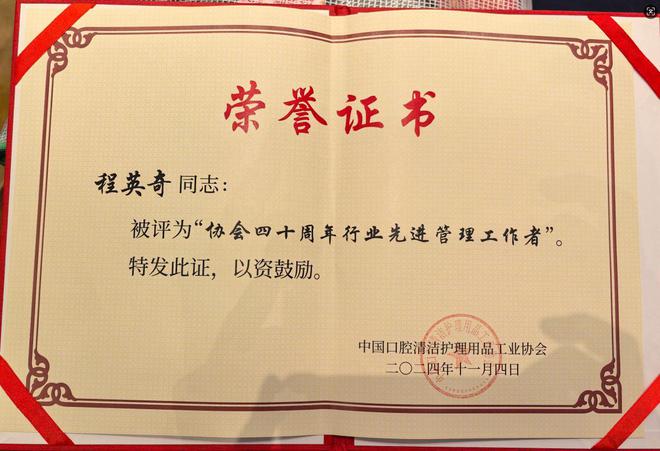 荣誉证书
程英奇 同志：
被评为“协会四十周年行业先进管理工作者”。
特发此证，以资鼓励。
中国口腔清洁护理用品工业协会
二〇二四年十一月四日